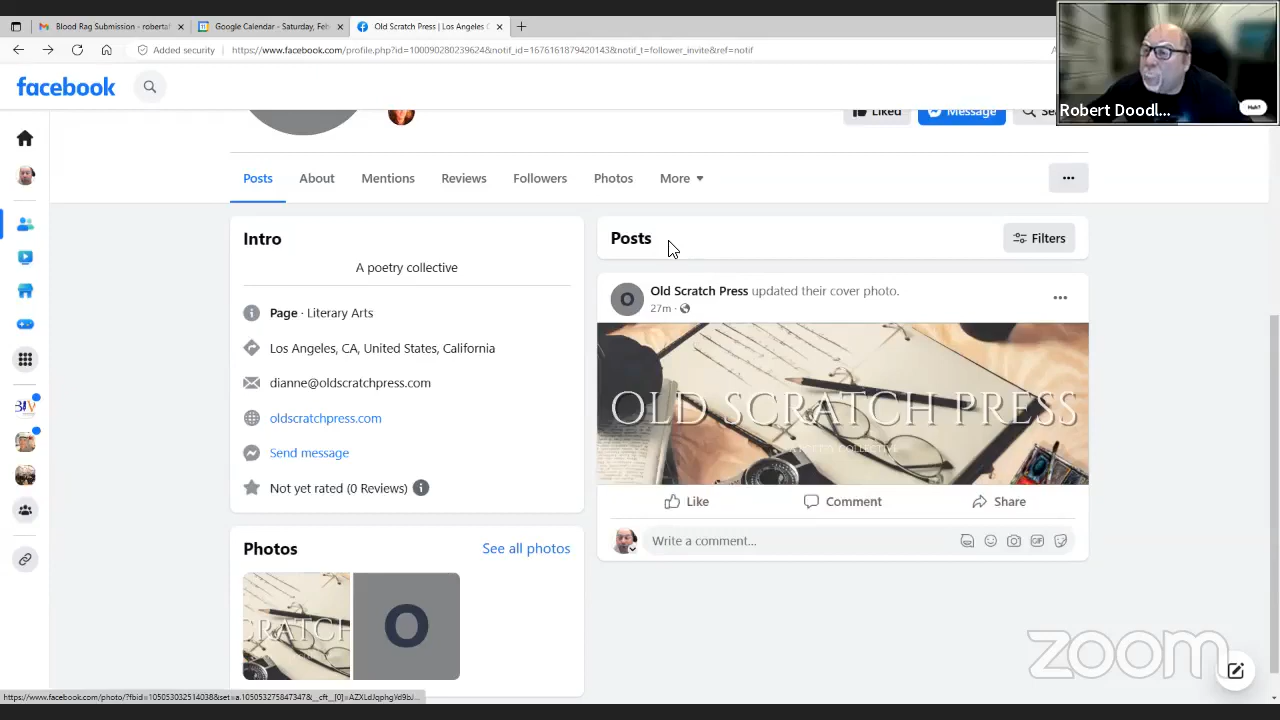 Blood Rag Submission - roberta
Google Calendar - Saturday, Feb
Old Scratch Press | Los Angeles C
Added security
https://www.facebook.com/profile.php?id=100090280239624&notif_id=1676161879420143&notif_t=follower_invite&ref=notif
facebook
Robert Doodl...
Huh?
Liked
Message
Posts
About
Mentions
Reviews
Followers
Photos
More
Intro
A poetry collective
Page · Literary Arts
Los Angeles, CA, United States, California
dianne@oldscratchpress.com
oldscratchpress.com
Send message
Not yet rated (0 Reviews)
Photos
See all photos
RATCH
O
Posts
Filters
O
Old Scratch Press updated their cover photo.
27m
OLD SCRATCH PRESS
Like
Comment
Share
Write a comment...
GIF
zoom